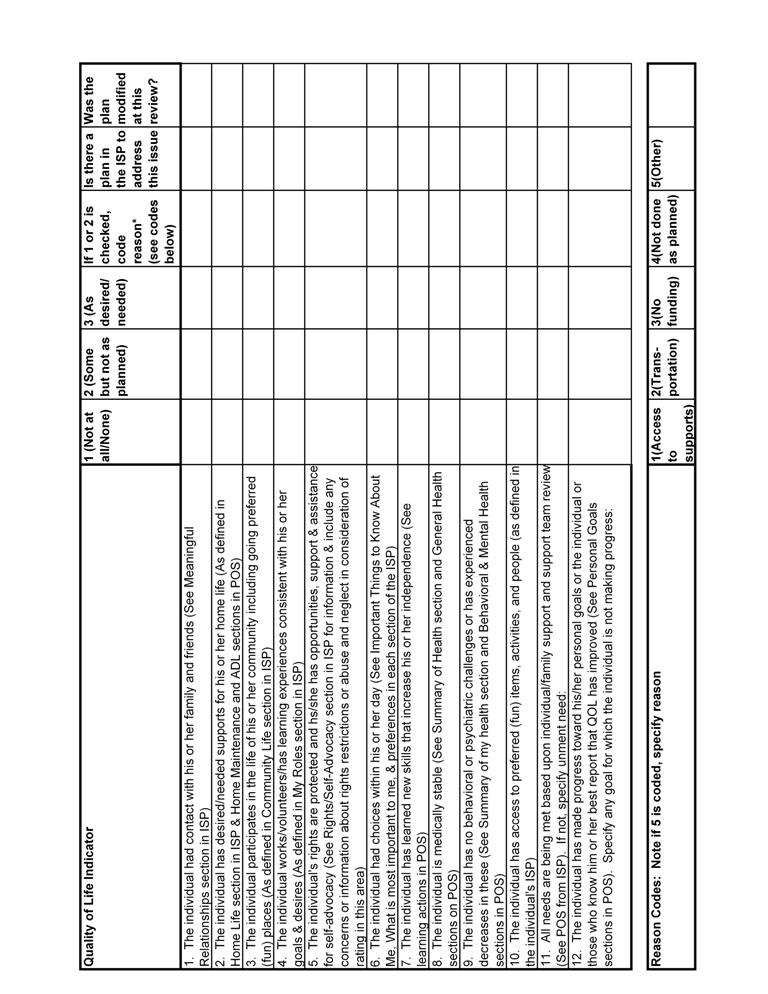 Quality of Life Indicator
1 (Not at
all/None)
2 (Some
but not as
planned)
3 (As
desired/
needed)
If 1 or 2 is
checked,
code
reason*
(see codes
below)
Is there a
plan in
the ISP to
address
this issue
Was the
plan
modified
at this
review?
1. The individual had contact with his or her family and friends (See Meaningful
Relationships section in ISP)
2. The individual has desired/needed supports for his or her home life (As defined in
Home Life section in ISP & Home Maintenance and ADL sections in POS)
3. The individual participates in the life of his or her community including going preferred
(fun) places (As defined in Community Life section in ISP)
4. The individual works/volunteers/has learning experiences consistent with his or her
goals & desires (As defined in My Roles section in ISP)
5. The individual's rights are protected and hs/she has opportunities, support & assistance
for self-advocacy (See Rights/Self-Advocacy section in ISP for information & include any
concerns or information about rights restrictions or abuse and neglect in consideration of
rating in this area)
6. The individual had choices within his or her day (See Important Things to Know About
Me, What is most important to me, & preferences in each section of the ISP)
7. The individual has learned new skills that increase his or her independence (See
learning actions in POS)
8. The individual is medically stable (See Summary of Health section and General Health
sections on POS)
9. The individual has no behavioral or psychiatric challenges or has experienced
decreases in these (See Summary of my health section and Behavioral & Mental Health
sections in POS)
10. The individual has access to preferred (fun) items, activities, and people (as defined in
the individual's ISP)
11. All needs are being met based upon individual/family support and support team review
(See POS from ISP). If not, specify unment need:
12. The individual has made progress toward his/her personal goals or the individual or
those who know him or her best report that QOL has improved (See Personal Goals
sections in POS). Specify any goal for which the individual is not making progress:
Reason Codes: Note if 5 is coded, specify reason
1(Access
to
supports)
2(Trans-
portation)
3(No
funding)
4(Not done
as planned)
5(Other)